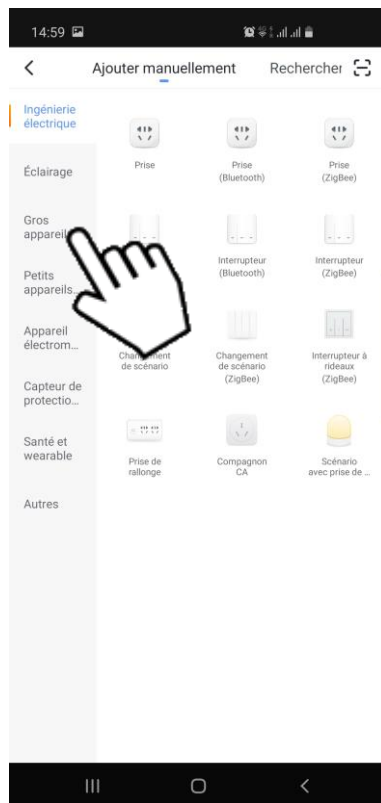 14:59
Ajouter manuellement
Rechercher
Ingénierie
électrique
Éclairage
Gros
appareil
Petits
appareils...
Appareil
électrom...
Capteur de
protectio...
Santé et
wearable
Autres
Prise
Prise
(Bluetooth)
Prise
(ZigBee)
Interrupteur
(Bluetooth)
Interrupteur
(ZigBee)
Changement
de scénario
Changement
de scénario
(ZigBee)
Interrupteur à
rideaux
(ZigBee)
Prise de
rallonge
Compagnon
CA
Scénario
avec prise de ...